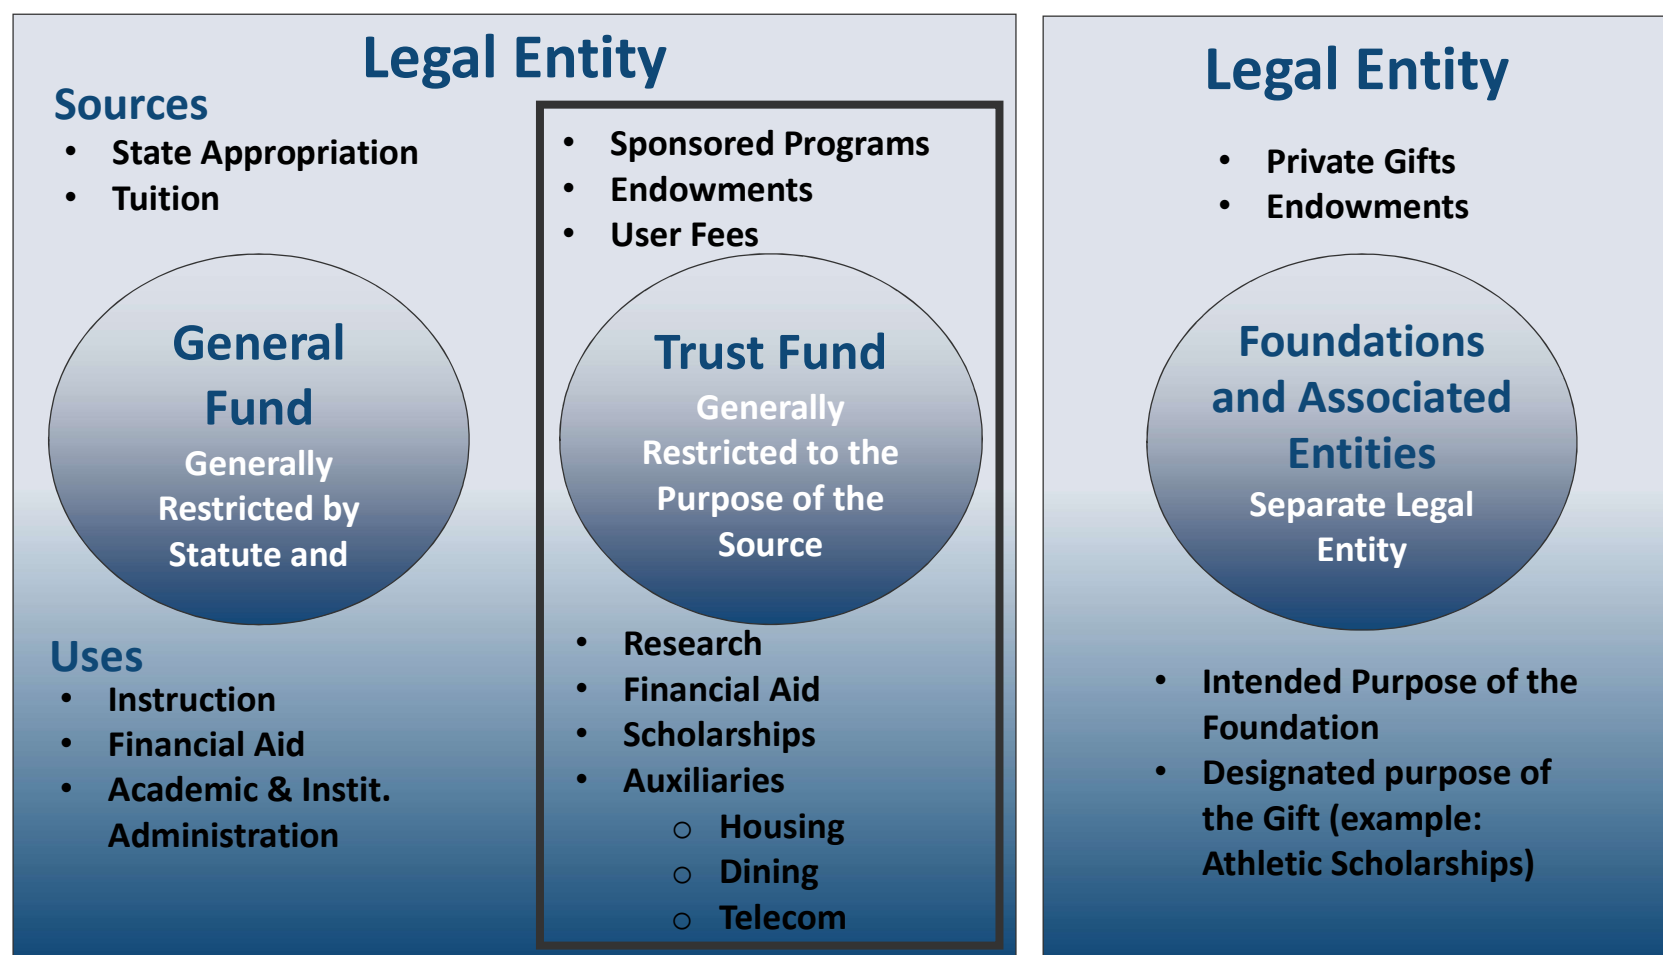 Legal Entity
Sources
• State Appropriation
• Tuition
General
Fund
Generally
Restricted by
Statute and
Uses
• Instruction
• Financial Aid
• Academic & Instit.
Administration
• Sponsored Programs
• Endowments
• User Fees
Trust Fund
Generally
Restricted to the
Purpose of the
Source
• Research
• Financial Aid
• Scholarships
• Auxiliaries
o Housing
o Dining
o Telecom
Legal Entity
• Private Gifts
• Endowments
Foundations
and Associated
Entities
Separate Legal
Entity
• Intended Purpose of the
Foundation
• Designated purpose of
the Gift (example:
Athletic Scholarships)